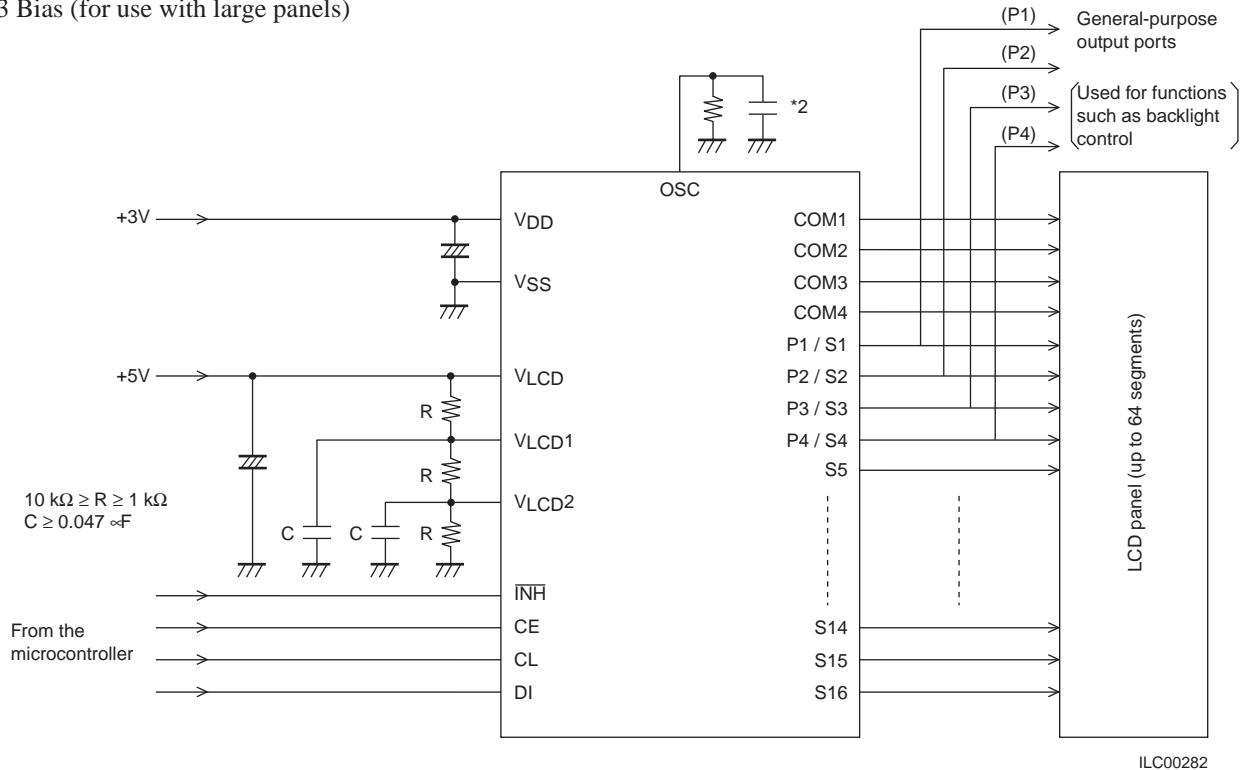 3 Bias (for use with large panels)
(P1)
General-purpose
output ports
(P2)
(P3)
Used for functions
such as backlight
control
(P4)
*2
OSC
+3V
VDD
VSS
+5V
VLCD
R
VLCD1
R
VLCD2
R
C
C
10 kΩ ≥ R ≥ 1 kΩ
C ≥ 0.047 ∝F
From the
microcontroller
INH
CE
CL
DI
COM1
COM2
COM3
COM4
P1 / S1
P2 / S2
P3 / S3
P4 / S4
S5
S14
S15
S16
LCD panel (up to 64 segments)
ILC00282